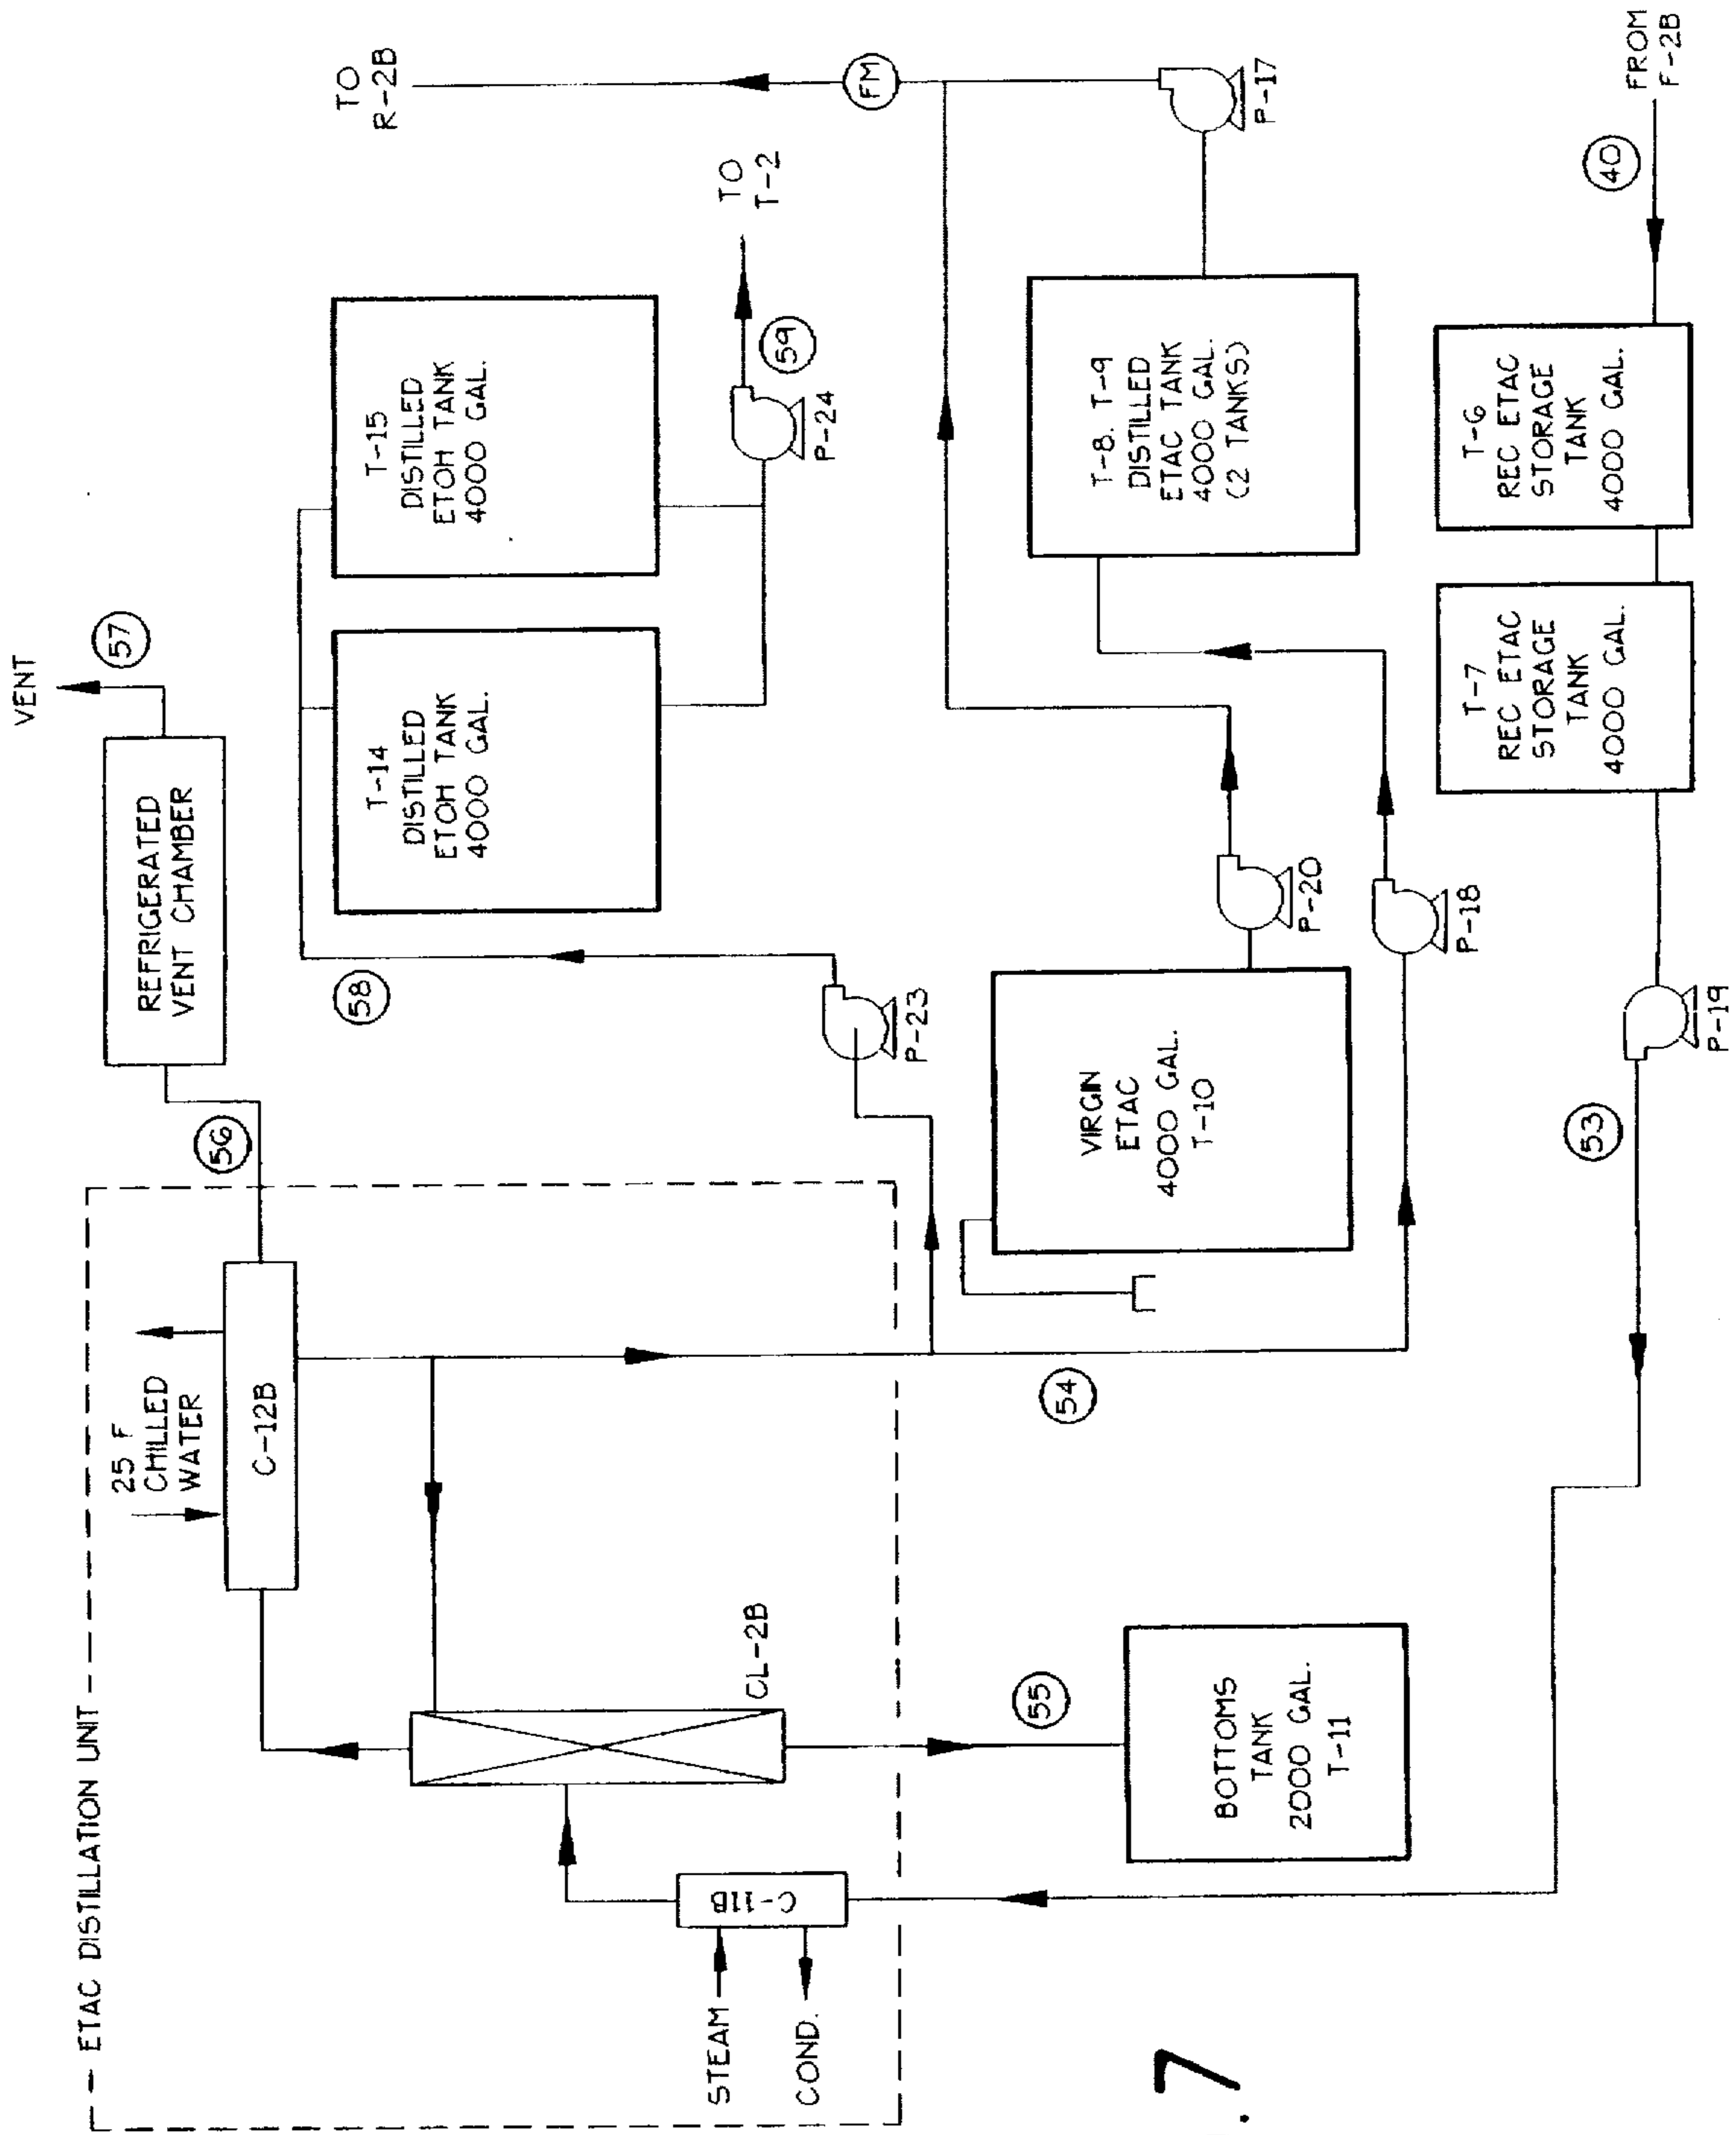 ETAC DISTILLATION UNIT
25 F
CHILLED
WATER
C-12B
56
REFRIGERATED
VENT CHAMBER
VENT
57
58
T-14
DISTILLED
ETOH TANK
4000 GAL.
T-15
DISTILLED
ETOH TANK
4000 GAL.
P-24
59
TO
T-2
TO
R-2B
FM
P-17
CL-2B
C-11B
STEAM
COND.
P-23
54
55
BOTTOMS
TANK
2000 GAL.
T-11
VIRGIN
ETAC
4000 GAL.
T-10
P-20
P-18
T-8. T-9
DISTILLED
ETAC TANK
4000 GAL.
(2 TANKS)
53
P-19
T-7
REC ETAC
STORAGE
TANK
4000 GAL.
T-6
REC ETAC
STORAGE
TANK
4000 GAL.
40
FROM
F-2B
.7